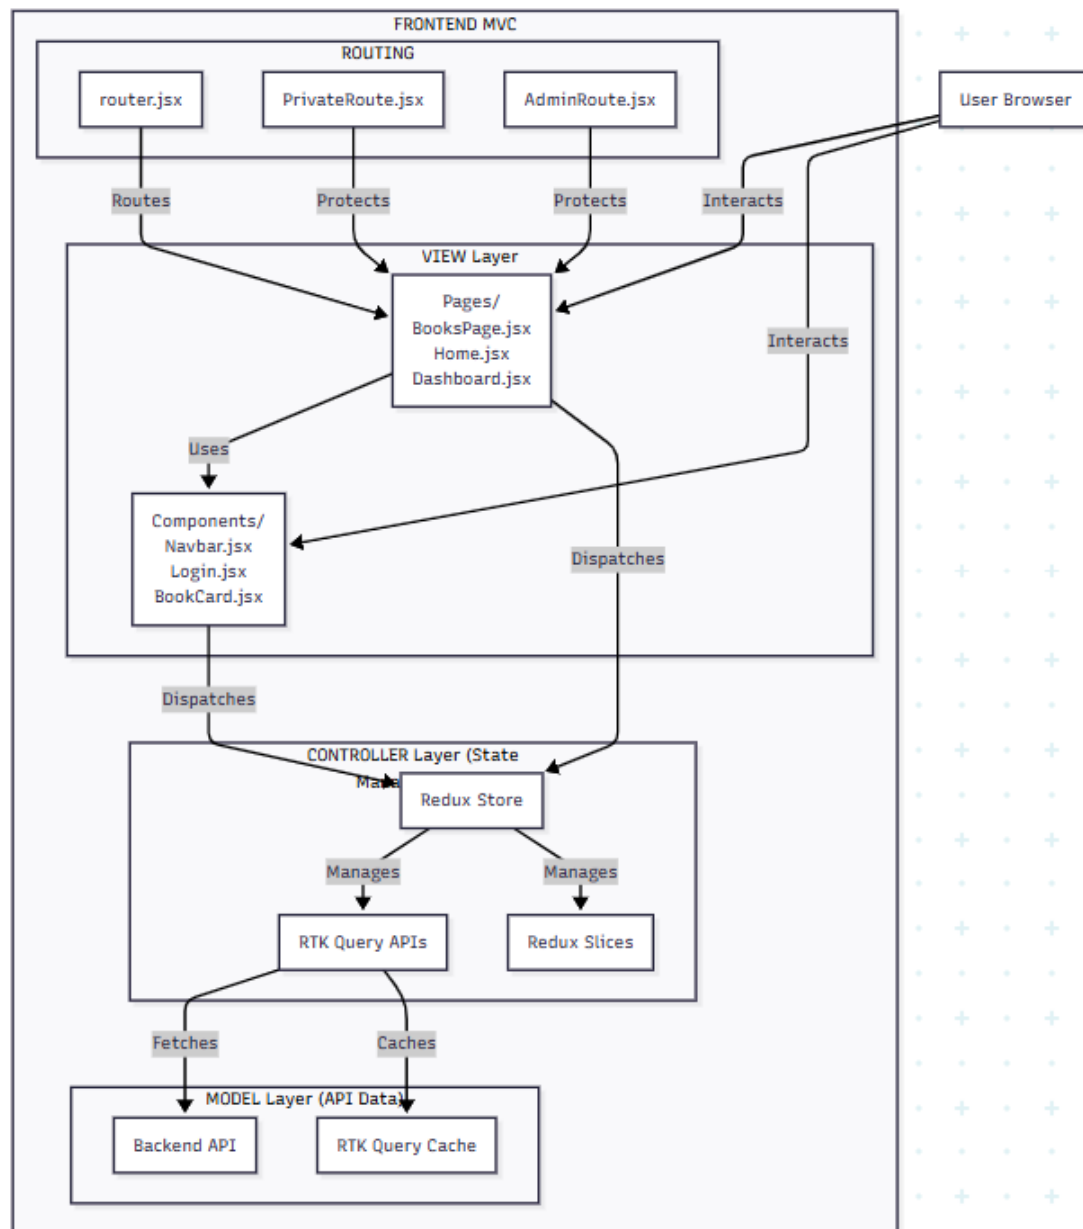 FRONTEND MVC
ROUTING
router.jsx
PrivateRoute.jsx
AdminRoute.jsx
User Browser
Routes
Protects
Protects
Interacts
VIEW Layer
Pages/
BooksPage.jsx
Home.jsx
Dashboard.jsx
Interacts
Uses
Components/
Navbar.jsx
Login.jsx
BookCard.jsx
Dispatches
Dispatches
CONTROLLER Layer (State
Redux Store
Manages
Manages
RTK Query APIs
Redux Slices
Fetches
Caches
MODEL Layer (API Data)
Backend API
RTK Query Cache